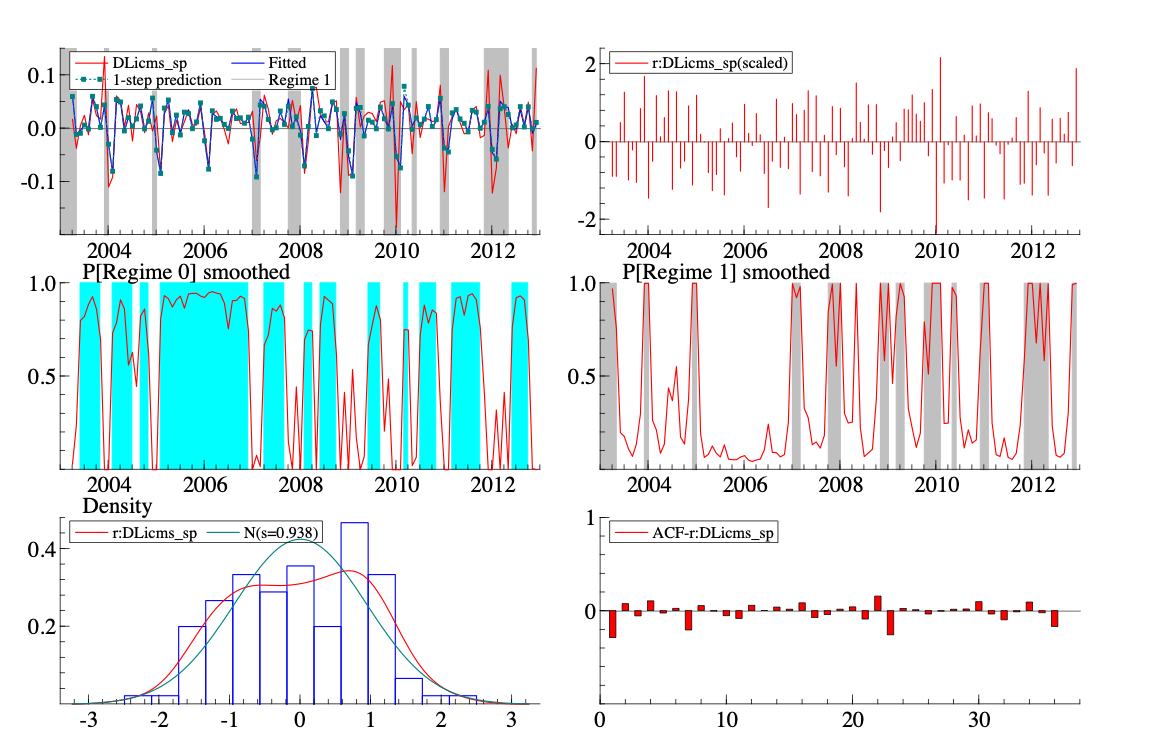 DLicms_sp Fitted
1-step prediction Regime 1
0.1
0.0
-0.1
2004 2006 2008 2010 2012
r:DLicms_sp(scaled)
2
0
-2
2004 2006 2008 2010 2012
P[Regime 0] smoothed
1.0
0.5
2004 2006 2008 2010 2012
P[Regime 1] smoothed
1.0
0.5
2004 2006 2008 2010 2012
Density
r:DLicms_sp N(s=0.938)
0.4
0.2
-3 -2 -1 0 1 2 3
1
ACF-r:DLicms_sp
0
0 10 20 30